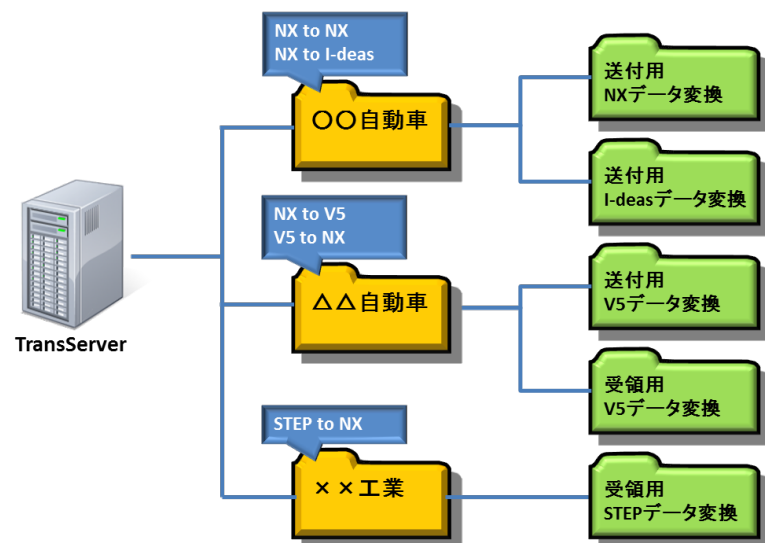 NX to NX
NX to I-deas
〇〇自動車
送付用
NXデータ変換
送付用
I-deasデータ変換
TransServer
NX to V5
V5 to NX
△△自動車
送付用
V5データ変換
受領用
V5データ変換
STEP to NX
××工業
受領用
STEPデータ変換